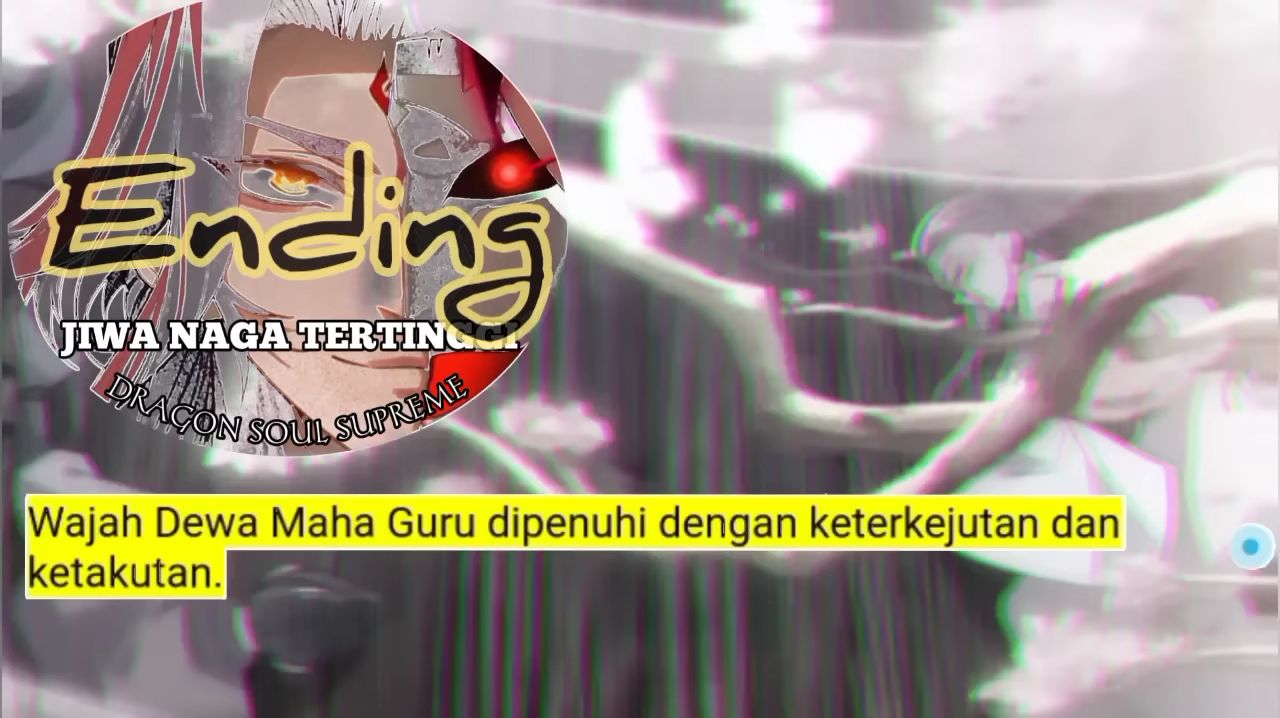 Ending
JIWA NAGA TERTINGGI
DRAGON SOUL SUPREME
Wajah Dewa Maha Guru dipenuhi dengan keterkejutan dan
ketakutan.